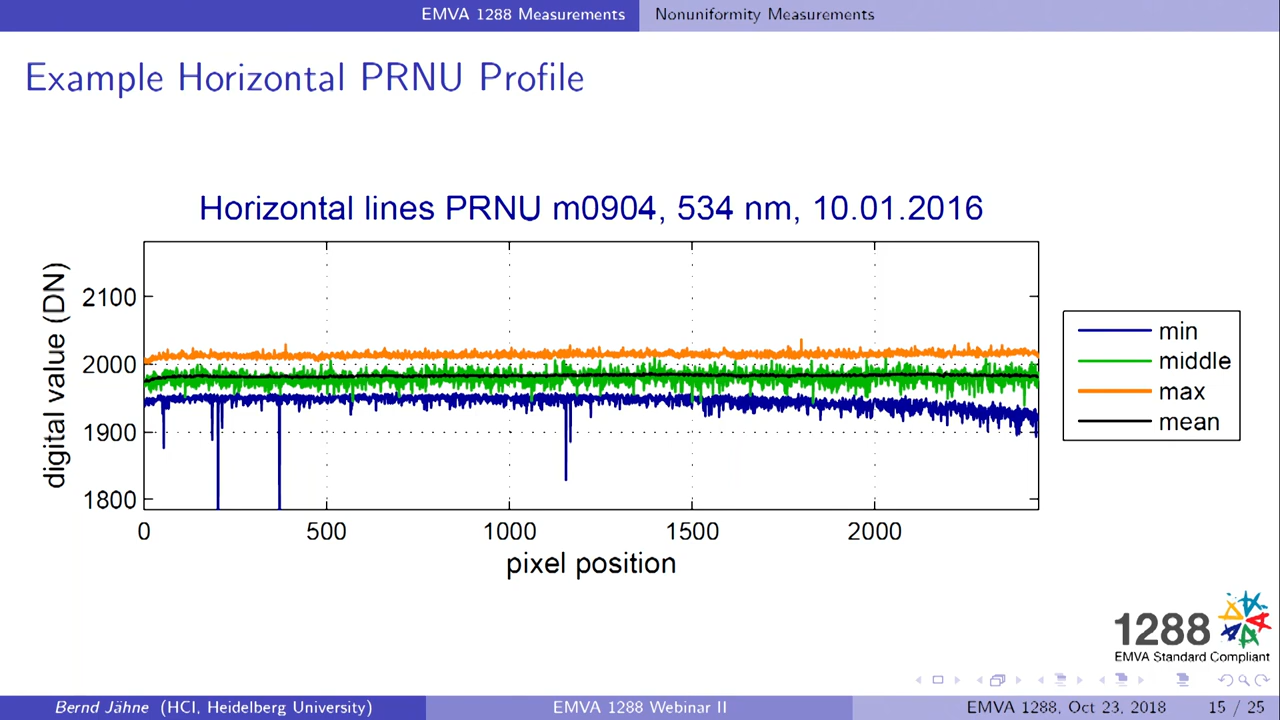 EMVA 1288 Measurements Nonuniformity Measurements
Example Horizontal PRNU Profile
Horizontal lines PRNU m0904, 534 nm, 10.01.2016
digital value (DN)
2100
2000
1900
1800
0 500 1000 1500 2000
pixel position
min
middle
max
mean
1288
EMVA Standard Compliant
Bernd Jähne (HCI, Heidelberg University) EMVA 1288 Webinar II EMVA 1288, Oct 23, 2018 15 / 25